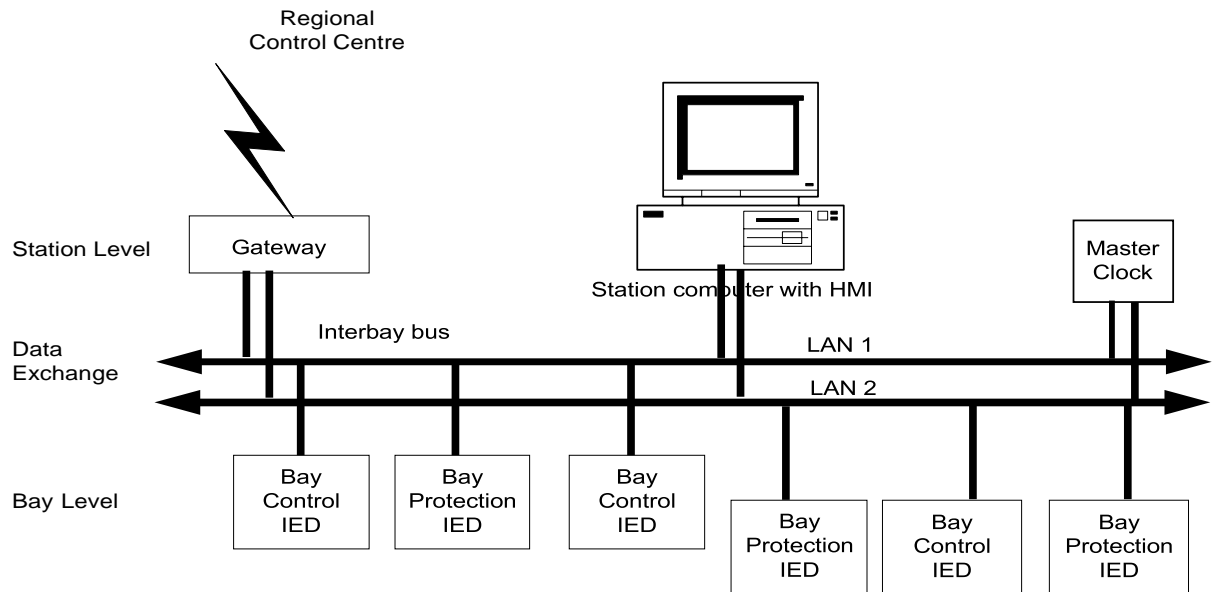 Regional
Control Centre
Station Level
Gateway
Master
Clock
Station computer with HMI
Interbay bus
LAN 1
Data
Exchange
LAN 2
Bay Level
Bay
Control
IED
Bay
Protection
IED
Bay
Control
IED
Bay
Protection
IED
Bay
Control
IED
Bay
Protection
IED